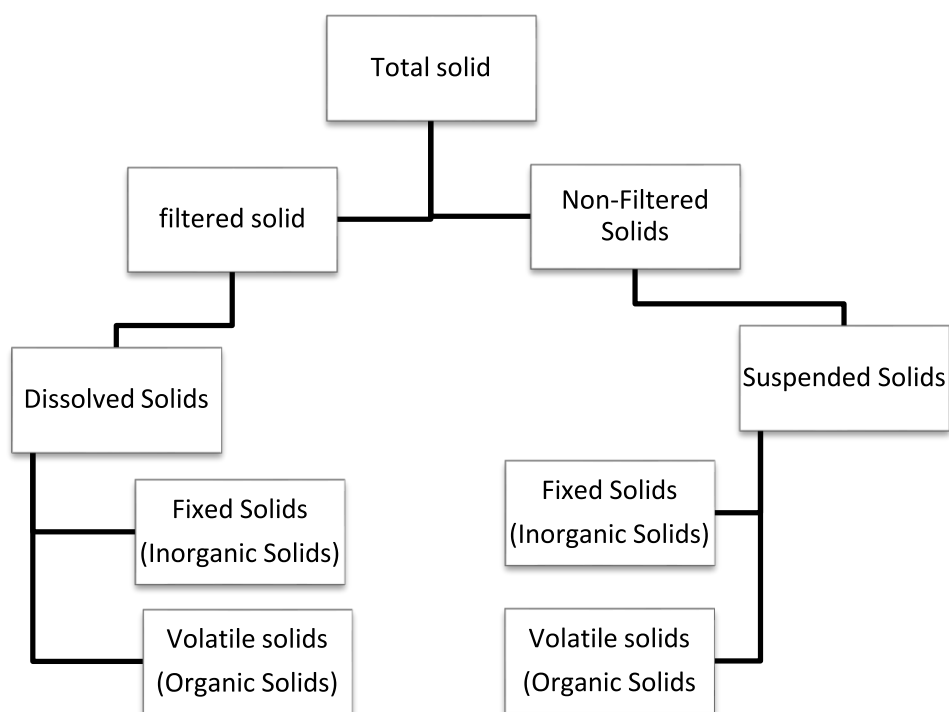 Total solid
filtered solid
Non-Filtered
Solids
Dissolved Solids
Suspended Solids
Fixed Solids
(Inorganic Solids)
Fixed Solids
(Inorganic Solids)
Volatile solids
(Organic Solids)
Volatile solids
(Organic Solids